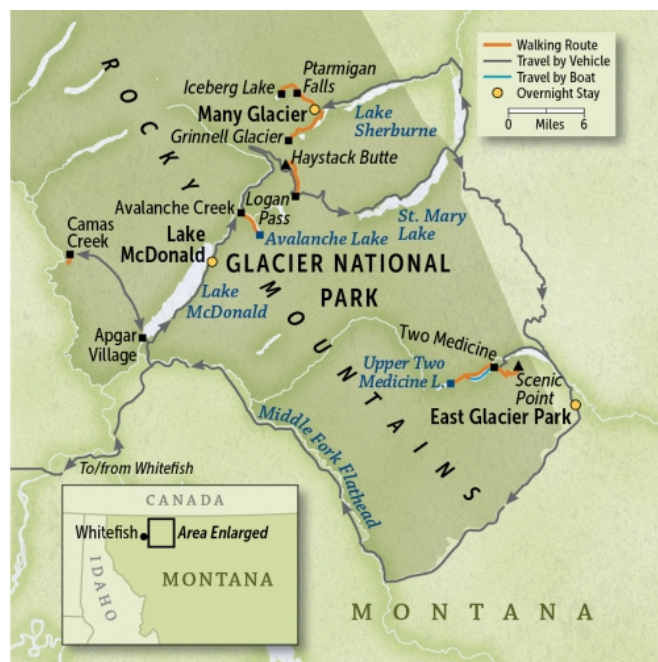 Walking Route
Travel by Vehicle
Travel by Boat
Overnight Stay
0 Miles 6
ROCKY
MOUNTAINS
Iceberg Lake
Ptarmigan
Falls
Many Glacier
Lake
Sherburne
Grinnell Glacier
Haystack Butte
Avalanche Creek
Logan
Pass
St. Mary
Lake
Camas
Creek
Lake
McDonald
Avalanche Lake
GLACIER NATIONAL
PARK
Lake
McDonald
Apgar
Village
Two Medicine
Upper Two
Medicine L.
Scenic
Point
East Glacier Park
Middle Fork Flathead
To/from Whitefish
CANADA
Whitefish
Area Enlarged
IDAHO
MONTANA
MONTANA